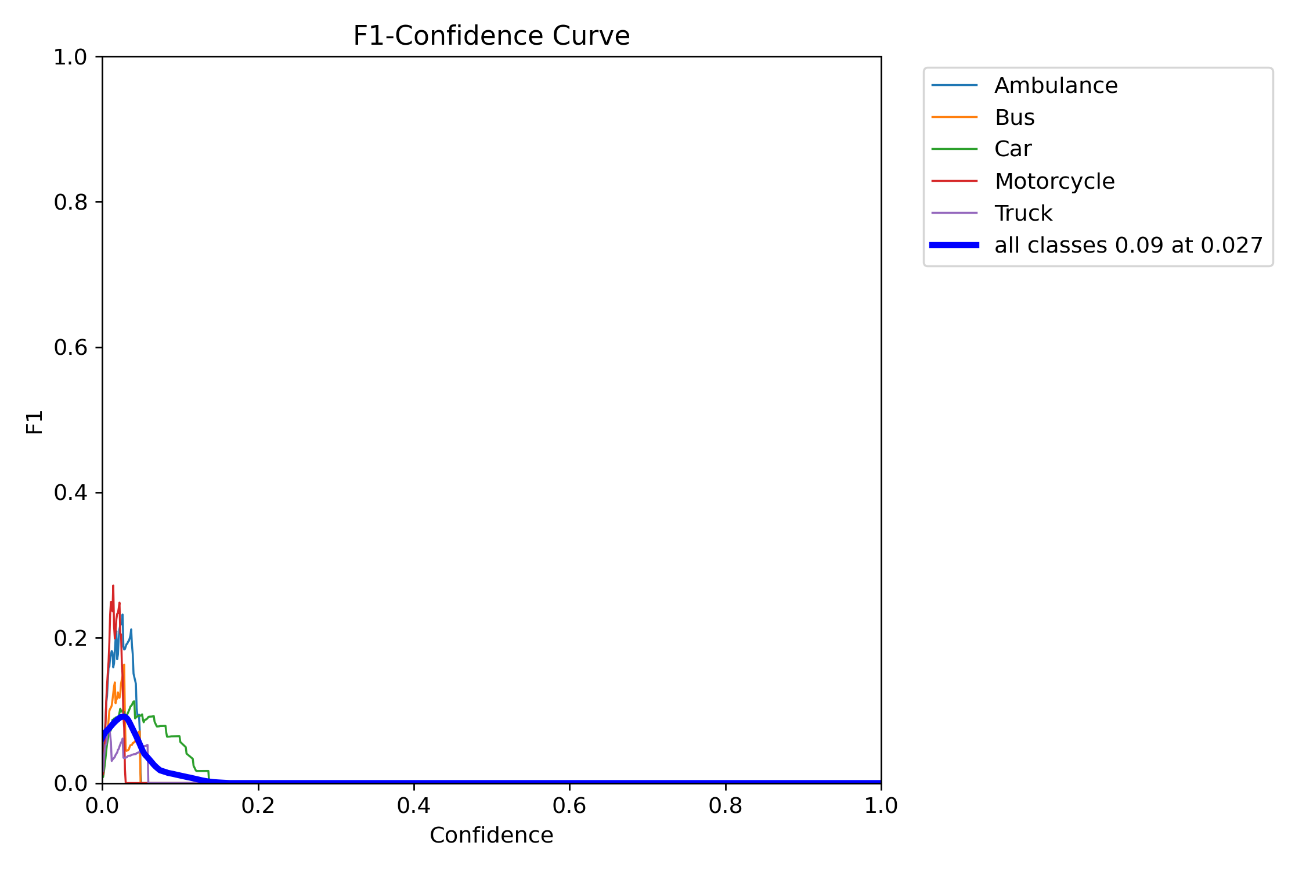 F1-Confidence Curve
1.0
0.8
0.6
0.4
0.2
0.0
F1
0.0 0.2 0.4 0.6 0.8 1.0
Confidence
Ambulance
Bus
Car
Motorcycle
Truck
all classes 0.09 at 0.027